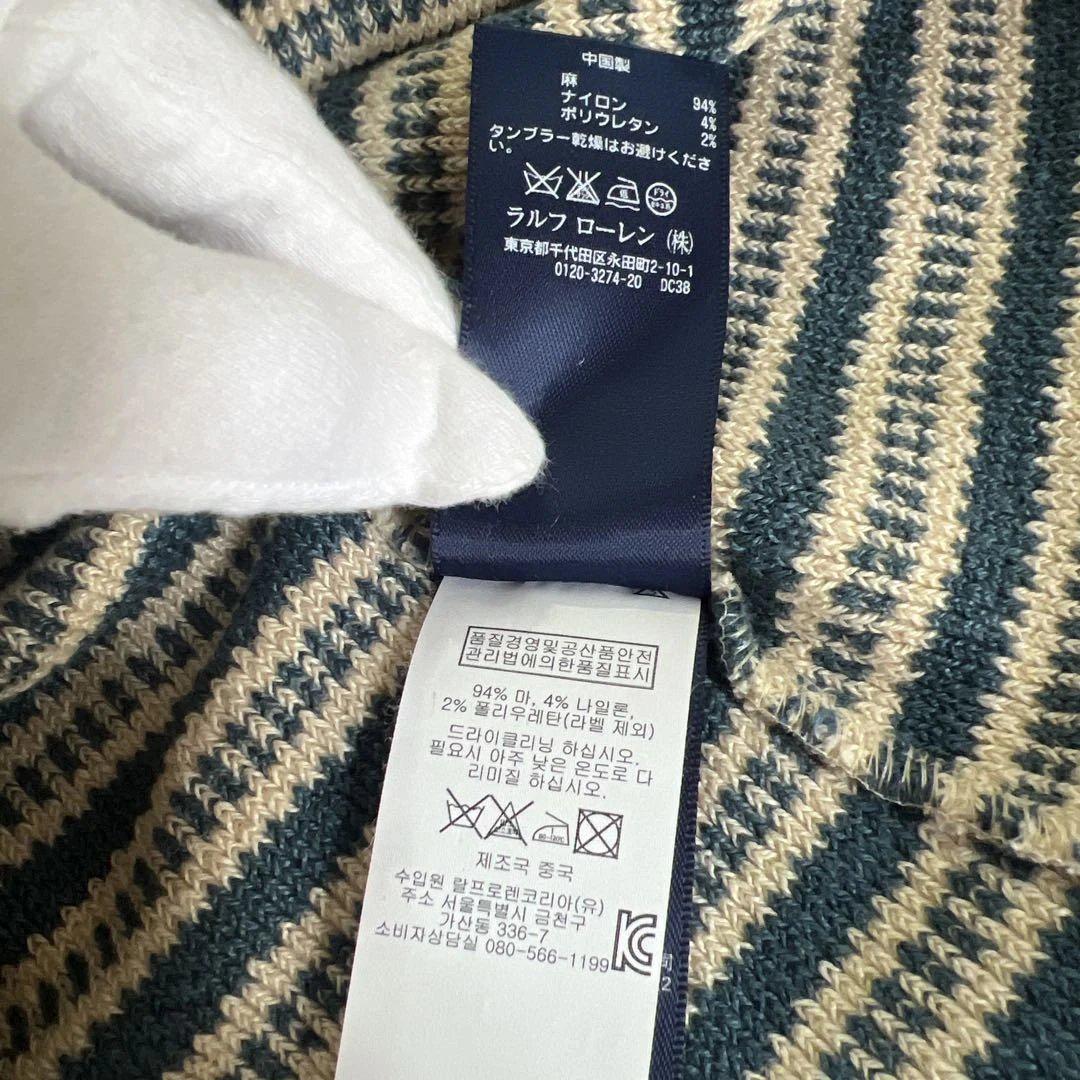 中国製
麻 94%
ナイロン 4%
ポリウレタン 2%
タンブラー乾燥はお避けくださ
い。
低 ドライ
ラルフ ローレン (株)
東京都千代田区永田町2-10-1
0120-3274-20 DC38
품질경영및공산품안전
관리법에의한품질표시
94% 마, 4% 나일론,
2% 폴리우레탄(라벨 제외)
드라이클리닝 하십시오.
필요시 아주 낮은 온도로 다
리미질 하십시오.
80~120℃
제조국 중국
수입원 랄프로렌코리아(유)
주소 서울특별시 금천구
가산동 336-7
소비자상담실 080-566-1199
司
2